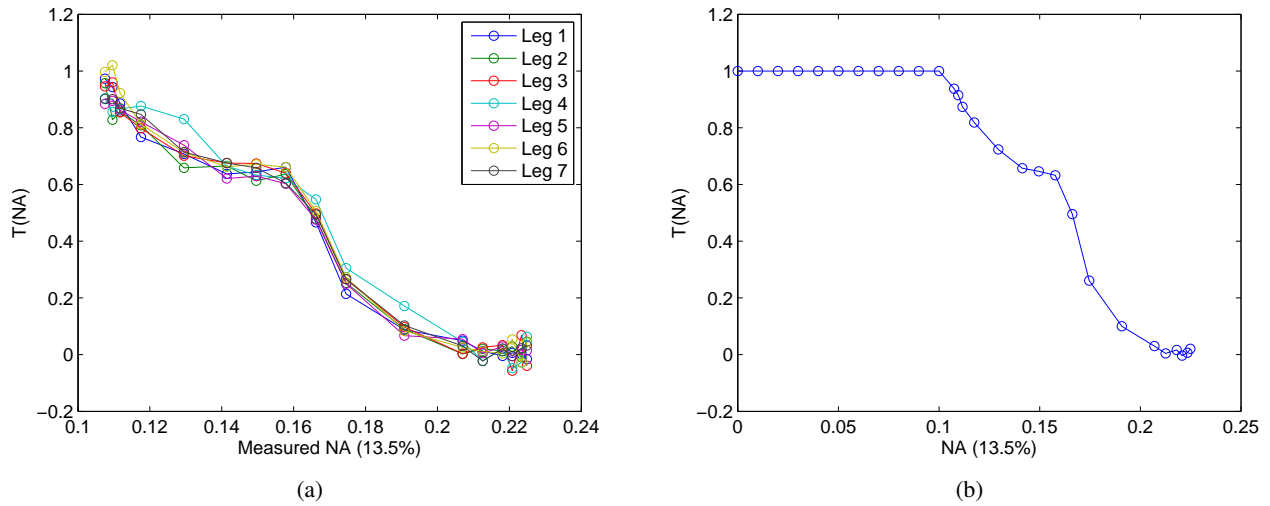 1.2
1
0.8
0.6
0.4
0.2
0
−0.2
T(NA)
0.1
0.12
0.14
0.16
0.18
0.2
0.22
0.24
Measured NA (13.5%)
Leg 1
Leg 2
Leg 3
Leg 4
Leg 5
Leg 6
Leg 7
(a)
1.2
1
0.8
0.6
0.4
0.2
0
−0.2
T(NA)
0
0.05
0.1
0.15
0.2
0.25
NA (13.5%)
(b)